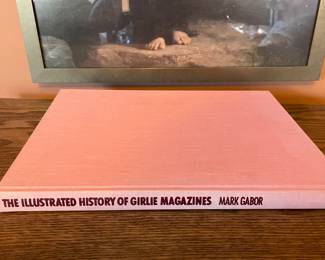 THE ILLUSTRATED HISTORY OF GIRLIE MAGAZINES MARK GABOR